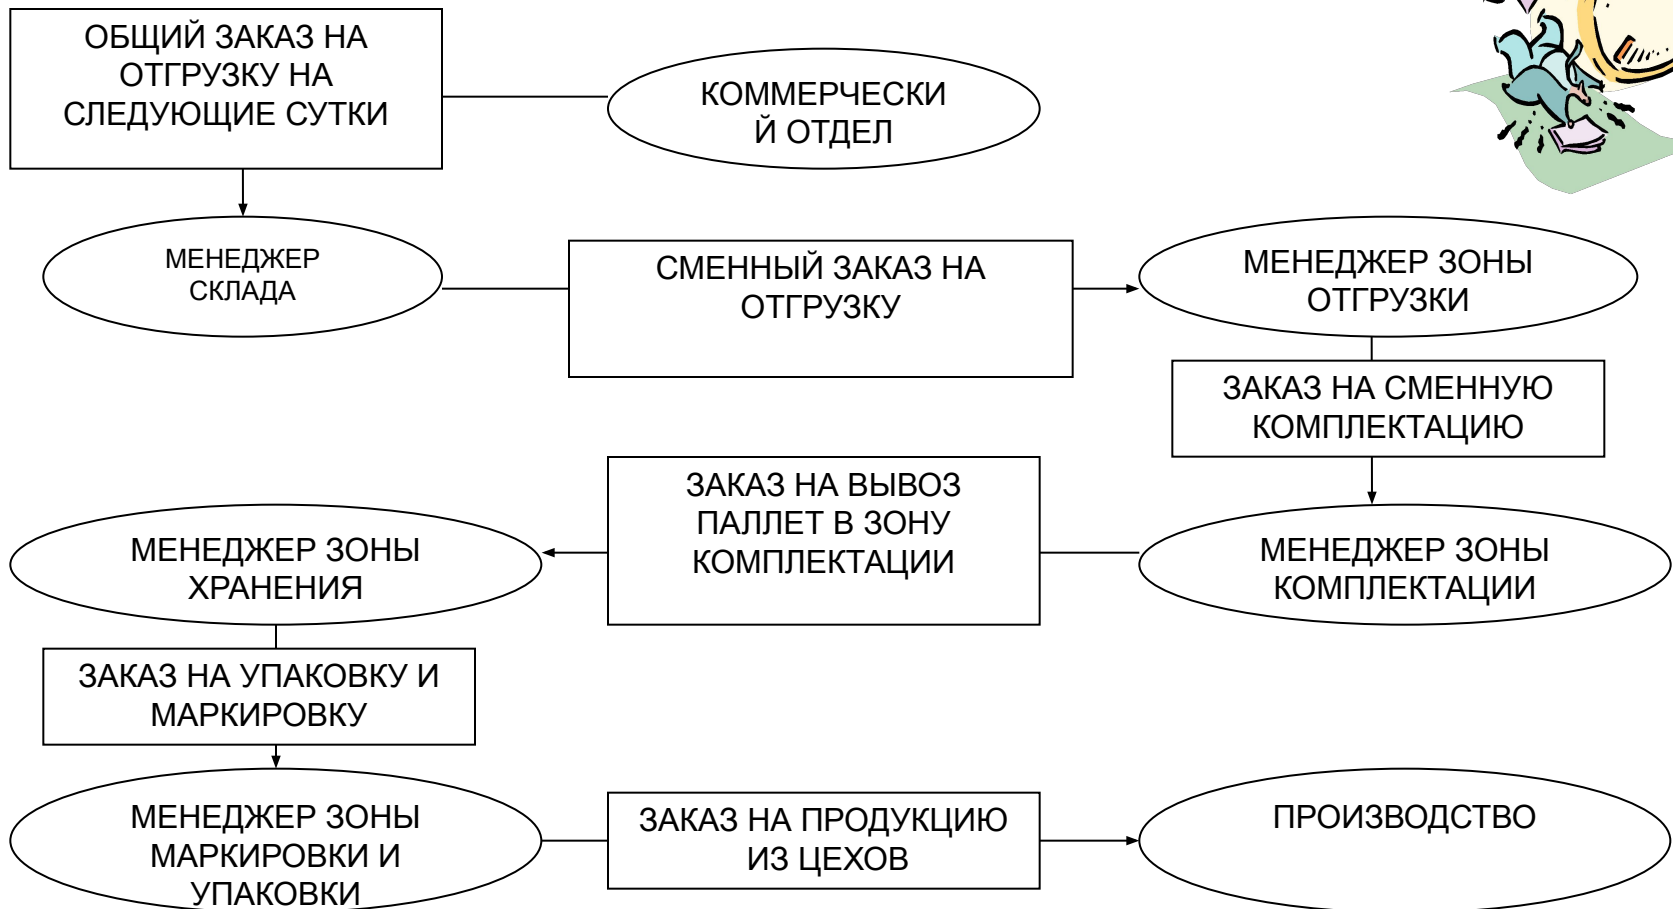 ОБЩИЙ ЗАКАЗ НА
ОТГРУЗКУ НА
СЛЕДУЮЩИЕ СУТКИ
КОММЕРЧЕСКИ
Й ОТДЕЛ
МЕНЕДЖЕР
СКЛАДА
СМЕННЫЙ ЗАКАЗ НА
ОТГРУЗКУ
МЕНЕДЖЕР ЗОНЫ
ОТГРУЗКИ
ЗАКАЗ НА СМЕННУЮ
КОМПЛЕКТАЦИЮ
МЕНЕДЖЕР ЗОНЫ
КОМПЛЕКТАЦИИ
ЗАКАЗ НА ВЫВОЗ
ПАЛЛЕТ В ЗОНУ
КОМПЛЕКТАЦИИ
МЕНЕДЖЕР ЗОНЫ
ХРАНЕНИЯ
ЗАКАЗ НА УПАКОВКУ И
МАРКИРОВКУ
МЕНЕДЖЕР ЗОНЫ
МАРКИРОВКИ И
УПАКОВКИ
ЗАКАЗ НА ПРОДУКЦИЮ
ИЗ ЦЕХОВ
ПРОИЗВОДСТВО